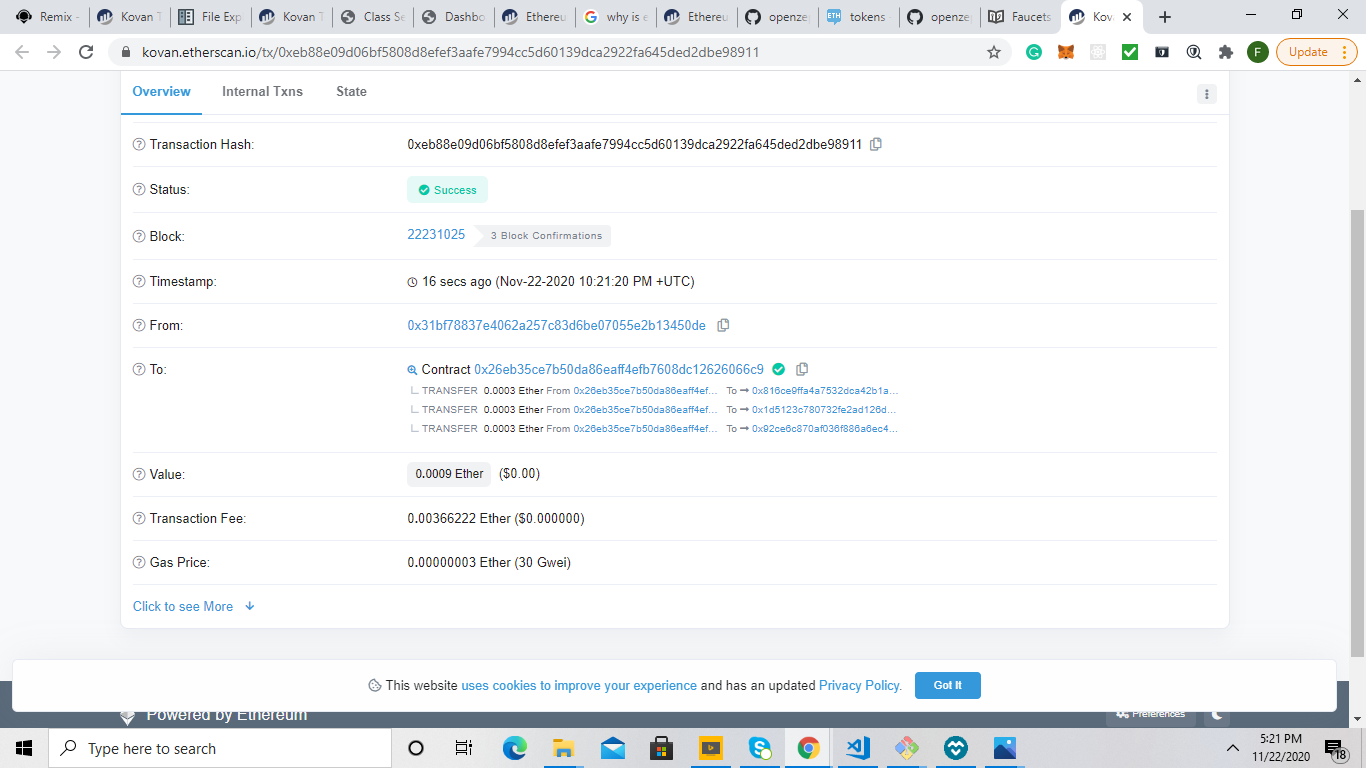 Remix - Kovan T File Exp Kovan T Class Se Dashbo Ethereu why is e Ethereu openze tokens openze Faucets Kov
kovan.etherscan.io/tx/0xeb88e09d06bf5808d8efef3aafe7994cc5d60139dca2922fa645ded2dbe98911 F Update
Overview Internal Txns State
Transaction Hash: 0xeb88e09d06bf5808d8efef3aafe7994cc5d60139dca2922fa645ded2dbe98911
Status: Success
Block: 22231025 3 Block Confirmations
Timestamp: 16 secs ago (Nov-22-2020 10:21:20 PM +UTC)
From: 0x31bf78837e4062a257c83d6be07055e2b13450de
To: Contract 0x26eb35ce7b50da86eaff4efb7608dc12626066c9
TRANSFER 0.0003 Ether From 0x26eb35ce7b50da86eaff4ef... To → 0x816ce9ffa4a7532dca42b1a...
TRANSFER 0.0003 Ether From 0x26eb35ce7b50da86eaff4ef... To → 0x1d5123c780732fe2ad126d...
TRANSFER 0.0003 Ether From 0x26eb35ce7b50da86eaff4ef... To → 0x92ce6c870af036f886a6ec4...
Value: 0.0009 Ether ($0.00)
Transaction Fee: 0.00366222 Ether ($0.000000)
Gas Price: 0.00000003 Ether (30 Gwei)
Click to see More
This website uses cookies to improve your experience and has an updated Privacy Policy. Got It
Powered by Ethereum Preferences
Type here to search
5:21 PM
11/22/2020
18